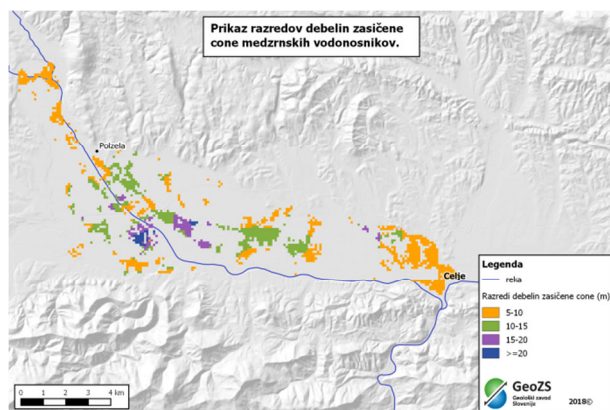 Prikaz razredov debelin zasičene
cone medzrnskih vodonosnikov.
Polzela
Celje
Legenda
reka
Razredi debelin zasičene cone (m)
5-10
10-15
15-20
>=20
0 1 2 3 4 km
GeoZS
Geološki zavod
Slovenije
2018©